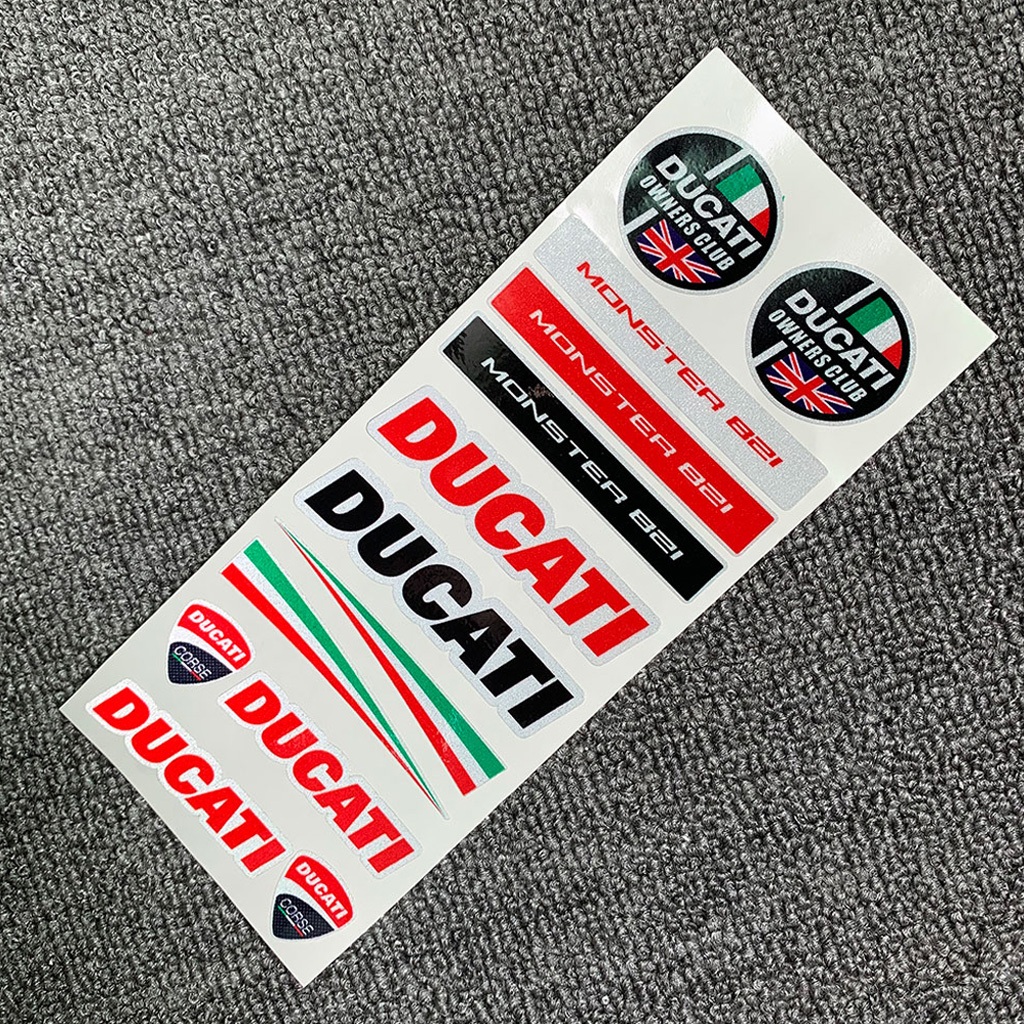 DUCATI
OWNERS CLUB
DUCATI
OWNERS CLUB
MONSTER 821
MONSTER 821
MONSTER 821
DUCATI
DUCATI
DUCATI
CORSE
DUCATI
DUCATI
DUCATI
CORSE